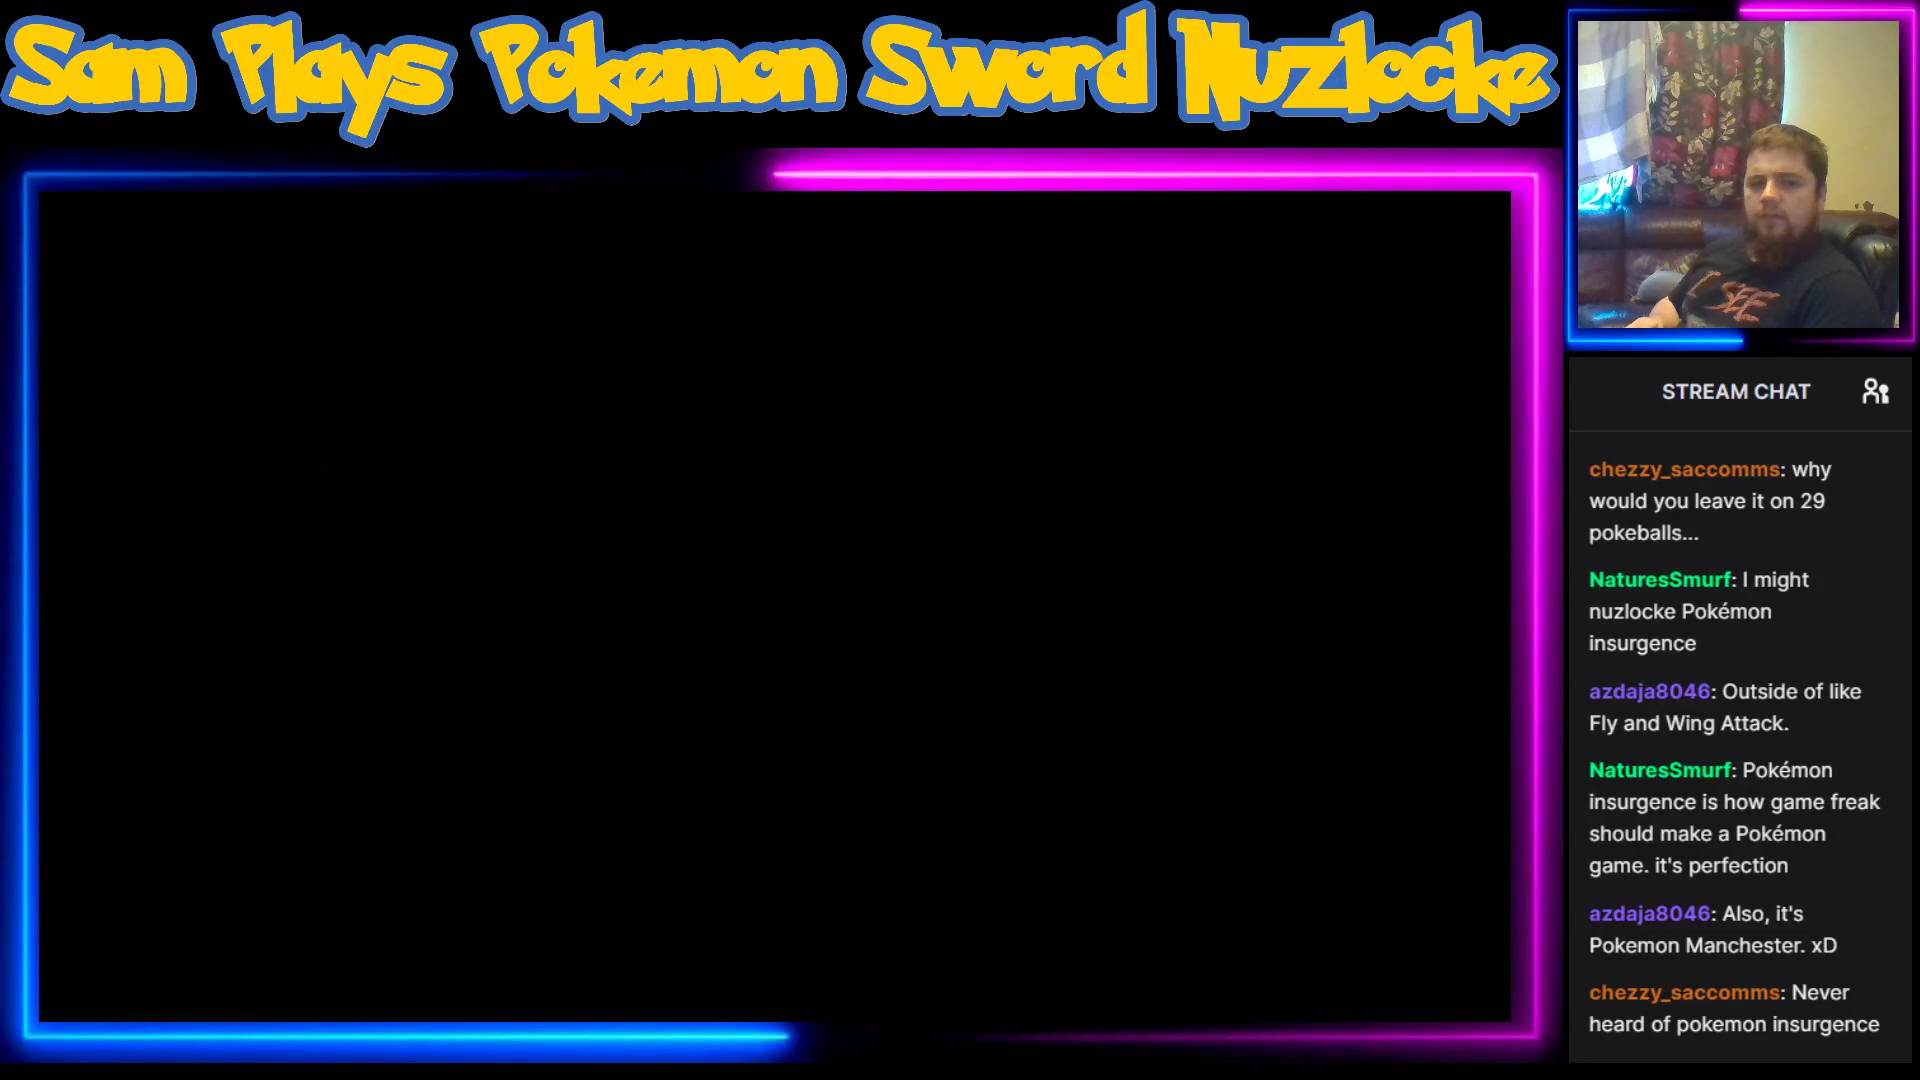 Sam Plays Pokemon Sword Nuzlocke
STREAM CHAT
chezzy_saccomms: why
would you leave it on 29
pokeballs...
NaturesSmurf: I might
nuzlocke Pokémon
insurgence
azdaja8046: Outside of like
Fly and Wing Attack.
NaturesSmurf: Pokémon
insurgence is how game freak
should make a Pokémon
game. it's perfection
azdaja8046: Also, it's
Pokemon Manchester. xD
chezzy_saccomms: Never
heard of pokemon insurgence